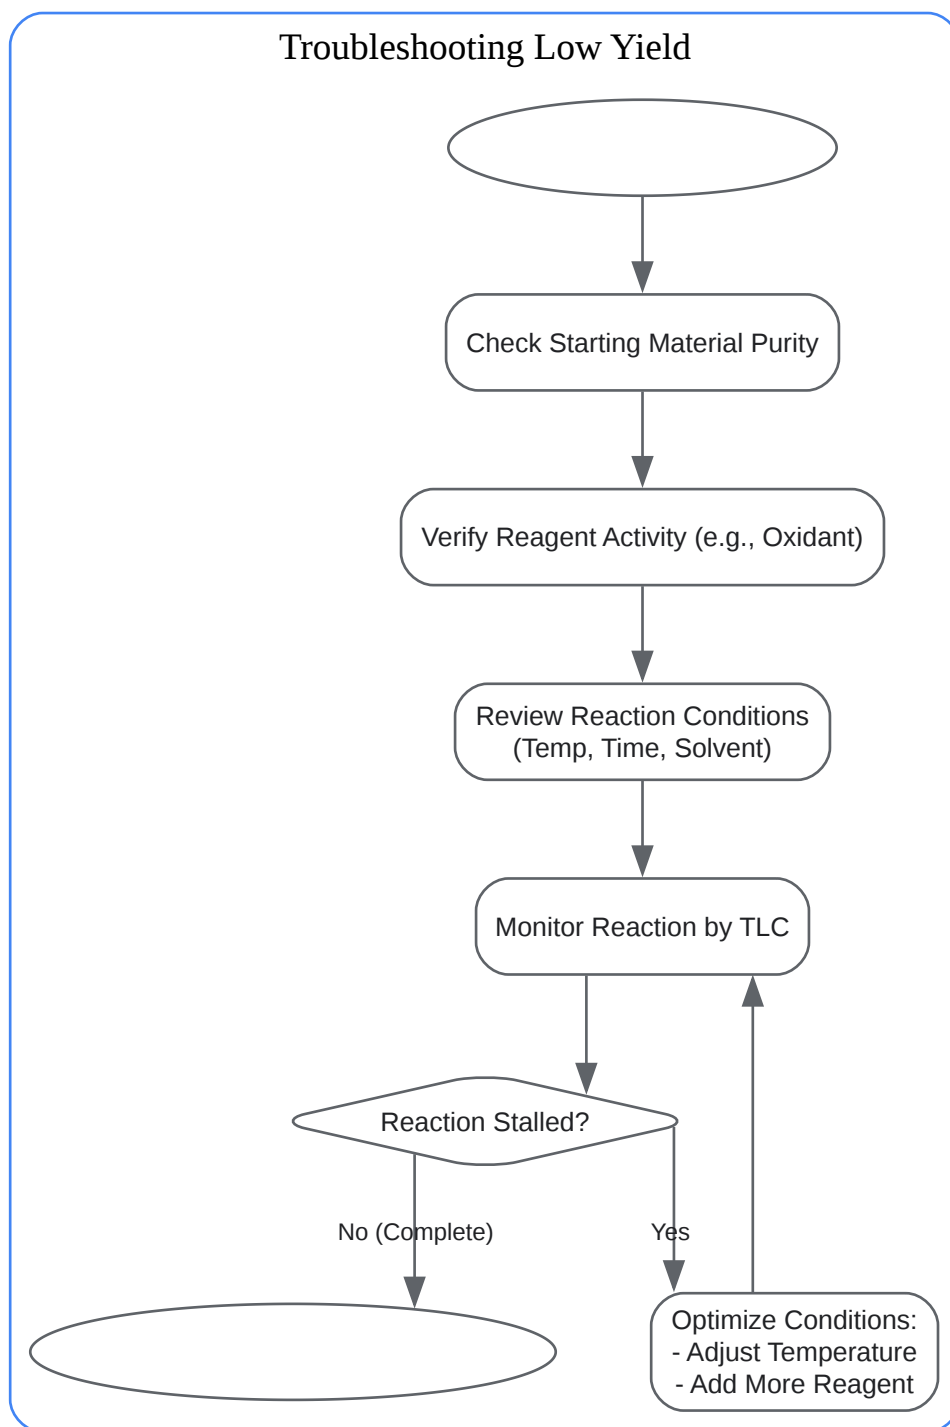 Troubleshooting Low Yield
Check Starting Material Purity
Verify Reagent Activity (e.g., Oxidant)
Review Reaction Conditions
(Temp, Time, Solvent)
Monitor Reaction by TLC
Reaction Stalled?
No (Complete)
Yes
Optimize Conditions:
- Adjust Temperature
- Add More Reagent